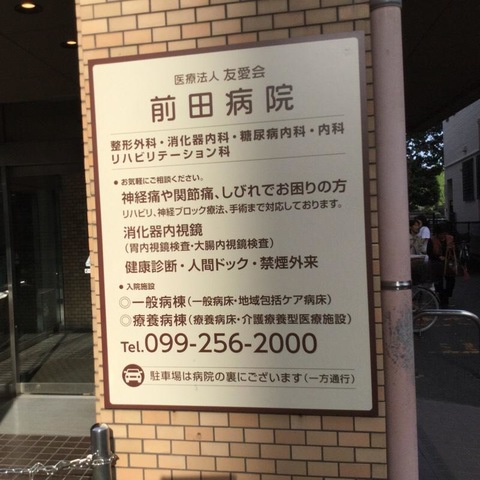 医療法人 友愛会
前田病院
整形外科・消化器内科・糖尿病内科・内科
リハビリテーション科
●お気軽にご相談ください。
神経痛や関節痛、しびれでお困りの方
リハビリ、神経ブロック療法、手術まで対応しております。
消化器内視鏡
(胃内視鏡検査・大腸内視鏡検査)
健康診断・人間ドック・禁煙外来
●入院施設
◎一般病棟(一般病床・地域包括ケア病床)
◎療養病棟(療養病床・介護療養型医療施設)
Tel.099-256-2000
駐車場は病院の裏にございます(一方通行)